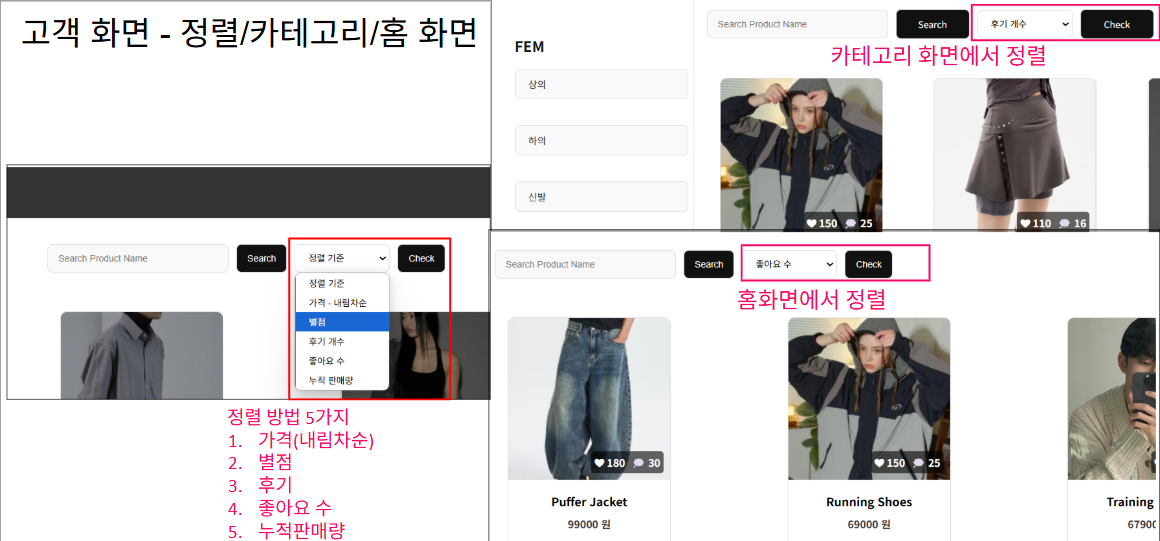 고객 화면 - 정렬/카테고리/홈 화면
Search Product Name
Search
정렬 기준
Check
정렬 기준
가격 - 내림차순
별점
후기 개수
좋아요 수
누적 판매량
정렬 방법 5가지
1. 가격(내림차순)
2. 별점
3. 후기
4. 좋아요 수
5. 누적판매량
FEM
상의
하의
신발
Search Product Name
Search
후기 개수
Check
카테고리 화면에서 정렬
150 25
110 16
Search Product Name
Search
좋아요 수
Check
홈화면에서 정렬
180 30
150 25
Puffer Jacket
99000 원
Running Shoes
69000 원
Training
67900